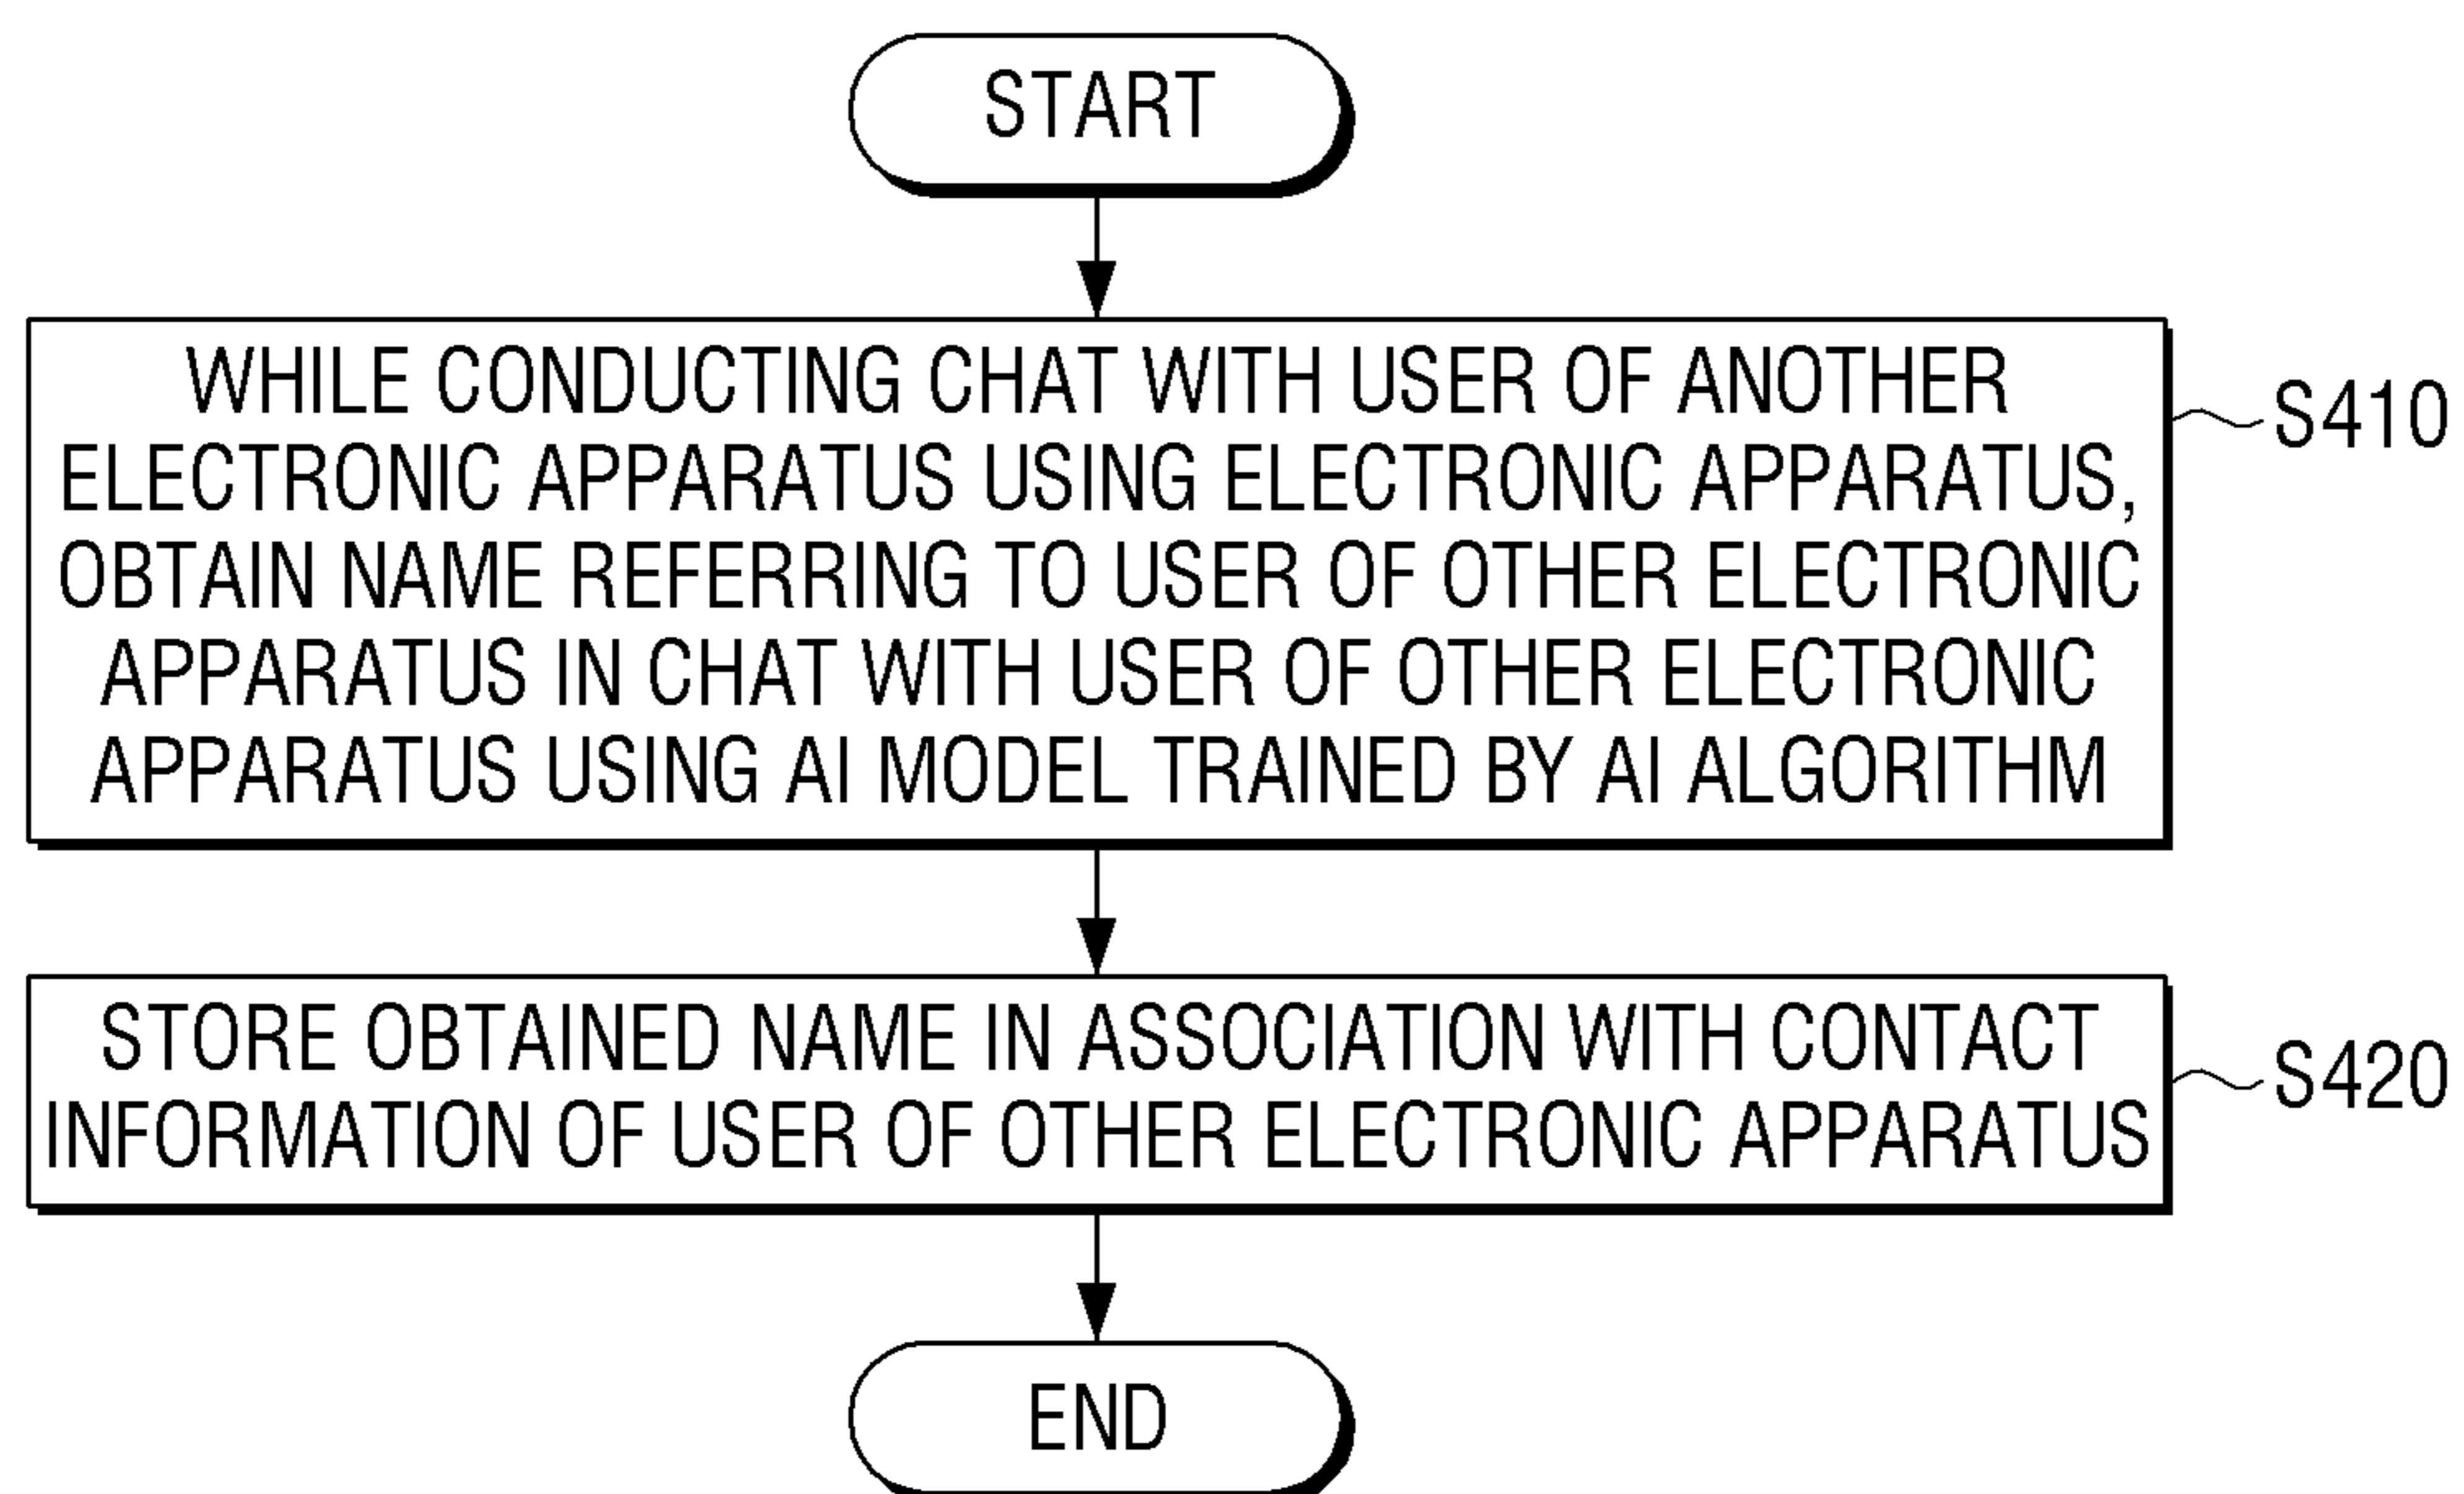 START
WHILE CONDUCTING CHAT WITH USER OF ANOTHER
ELECTRONIC APPARATUS USING ELECTRONIC APPARATUS,
OBTAIN NAME REFERRING TO USER OF OTHER ELECTRONIC
APPARATUS IN CHAT WITH USER OF OTHER ELECTRONIC
APPARATUS USING AI MODEL TRAINED BY AI ALGORITHM
S410
STORE OBTAINED NAME IN ASSOCIATION WITH CONTACT
INFORMATION OF USER OF OTHER ELECTRONIC APPARATUS
S420
END